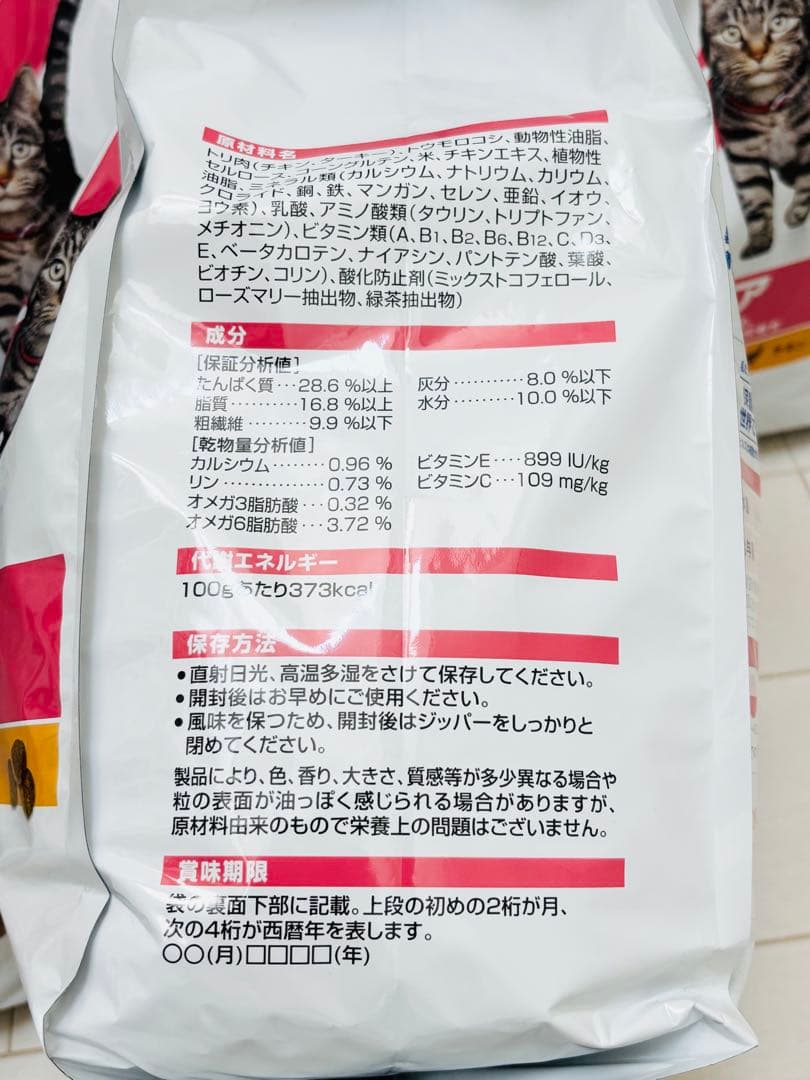 原材料名
トリ肉(チキン、ターキー)、トウモロコシ、動物性油脂、
セルロース、コーングルテン、米、チキンエキス、植物性
油脂、ミネラル類(カルシウム、ナトリウム、カリウム、
クロライド、銅、鉄、マンガン、セレン、亜鉛、イオウ、
ヨウ素)、乳酸、アミノ酸類(タウリン、トリプトファン、
メチオニン)、ビタミン類(A、B1、B2、B6、B12、C、D3、
E、ベータカロテン、ナイアシン、パントテン酸、葉酸、
ビオチン、コリン)、酸化防止剤(ミックストコフェロール、
ローズマリー抽出物、緑茶抽出物)
成分
[保証分析値]
たんぱく質…28.6 %以上 灰分………8.0 %以下
脂質…………16.8 %以上 水分………10.0 %以下
粗繊維………9.9 %以下
[乾物量分析値]
カルシウム………0.96 % ビタミンE‥‥899 IU/kg
リン………………0.73 % ビタミンC…109 mg/kg
オメガ3脂肪酸…0.32 %
オメガ6脂肪酸…3.72 %
代謝エネルギー
100gあたり373kcal
保存方法
●直射日光、高温多湿をさけて保存してください。
●開封後はお早めにご使用ください。
●風味を保つため、開封後はジッパーをしっかりと
閉めてください。
製品により、色、香り、大きさ、質感等が多少異なる場合や
粒の表面が油っぽく感じられる場合がありますが、
原材料由来のもので栄養上の問題はございません。
賞味期限
袋の裏面下部に記載。上段の初めの2桁が月、
次の4桁が西暦年を表します。
○○(月)□□□□(年)